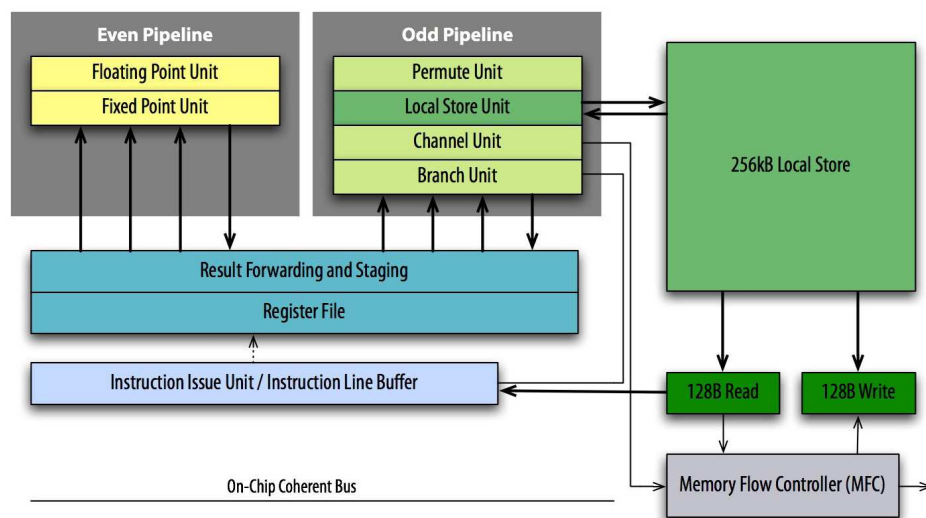 Even Pipeline
Odd Pipeline
Floating Point Unit
Fixed Point Unit
Permute Unit
Local Store Unit
Channel Unit
Branch Unit
256kB Local Store
Result Forwarding and Staging
Register File
Instruction Issue Unit / Instruction Line Buffer
128B Read
128B Write
On-Chip Coherent Bus
Memory Flow Controller (MFC)